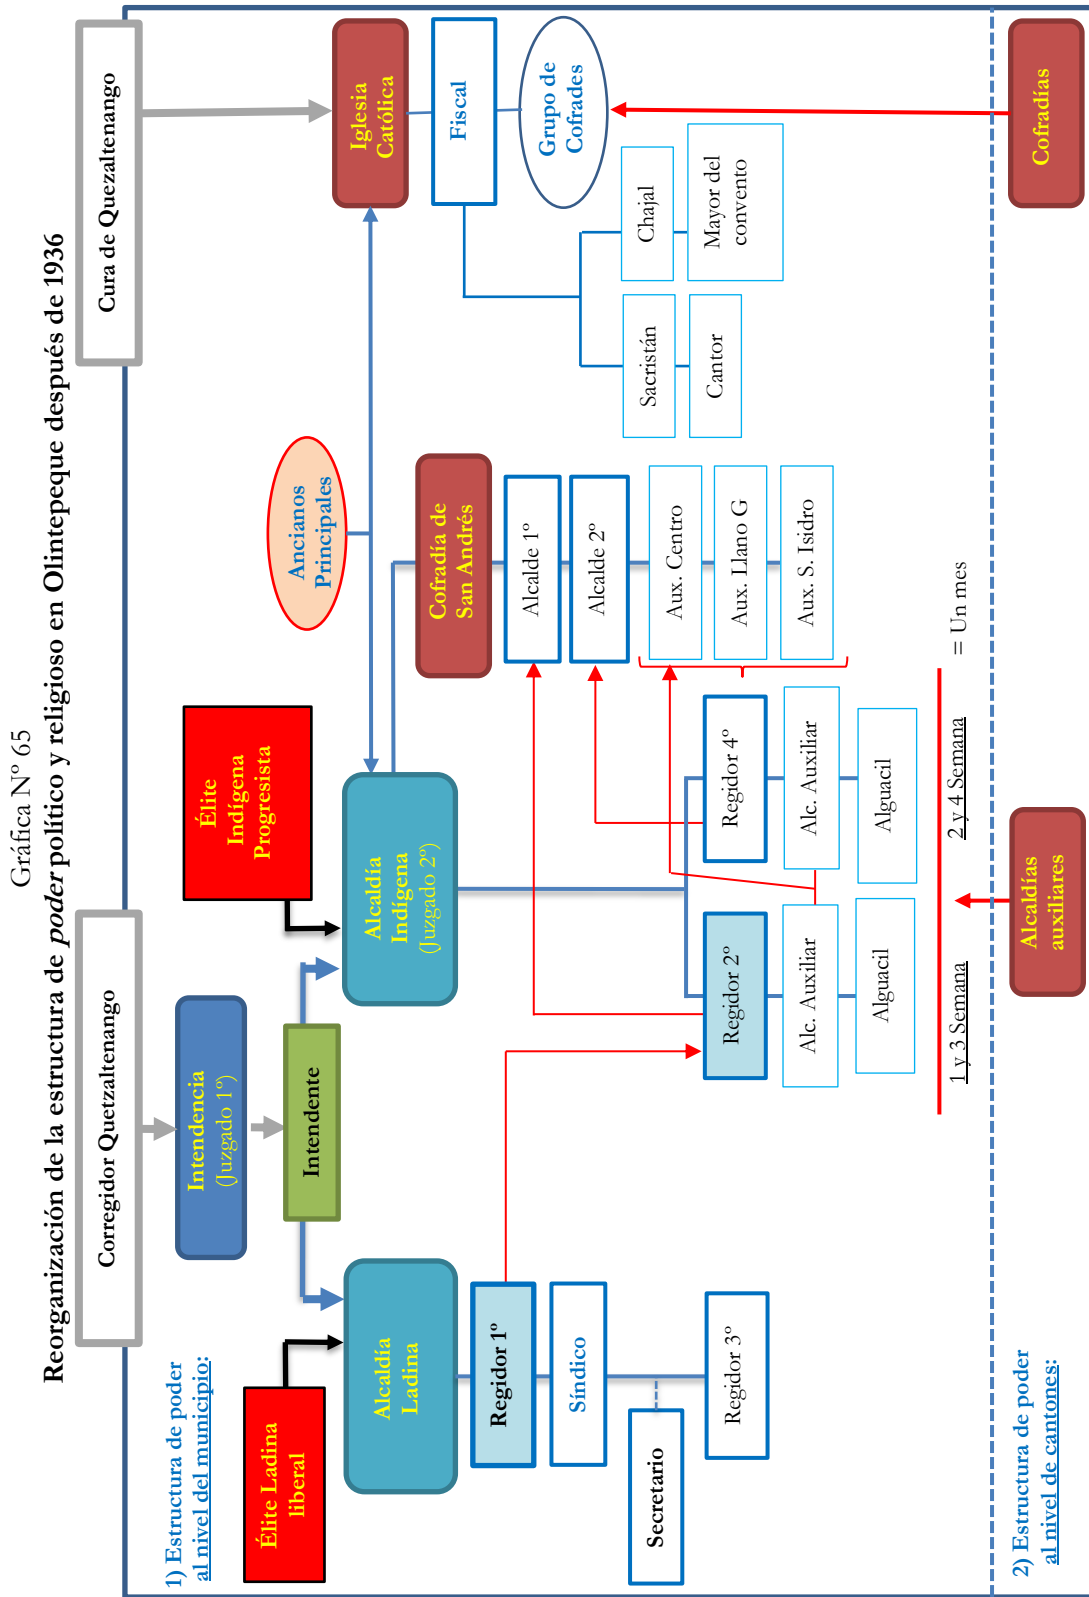 Gráfica N° 65
Reorganización de la estructura de poder político y religioso en Olintepeque después de 1936
Corregidor Quetzaltenango
Cura de Quezaltenango
1) Estructura de poder
al nivel del municipio:
Intendencia
(Juzgado 1º)
Intendente
Élite Ladina
liberal
Élite
Indígena
Progresista
Ancianos
Principales
Iglesia
Católica
Alcaldía
Ladina
Alcaldía
Indígena
(Juzgado 2º)
Cofradía de
San Andrés
Fiscal
Grupo de
Cofrades
Regidor 1º
Síndico
Secretario
Regidor 3º
Alcalde 1º
Alcalde 2º
Aux. Centro
Aux. Llano G
Aux. S. Isidro
Sacristán
Chajal
Cantor
Mayor del
convento
Regidor 2º
Regidor 4º
Alc. Auxiliar
Alc. Auxiliar
Alguacil
Alguacil
1 y 3 Semana
2 y 4 Semana
= Un mes
2) Estructura de poder
al nivel de cantones:
Alcaldías
auxiliares
Cofradías